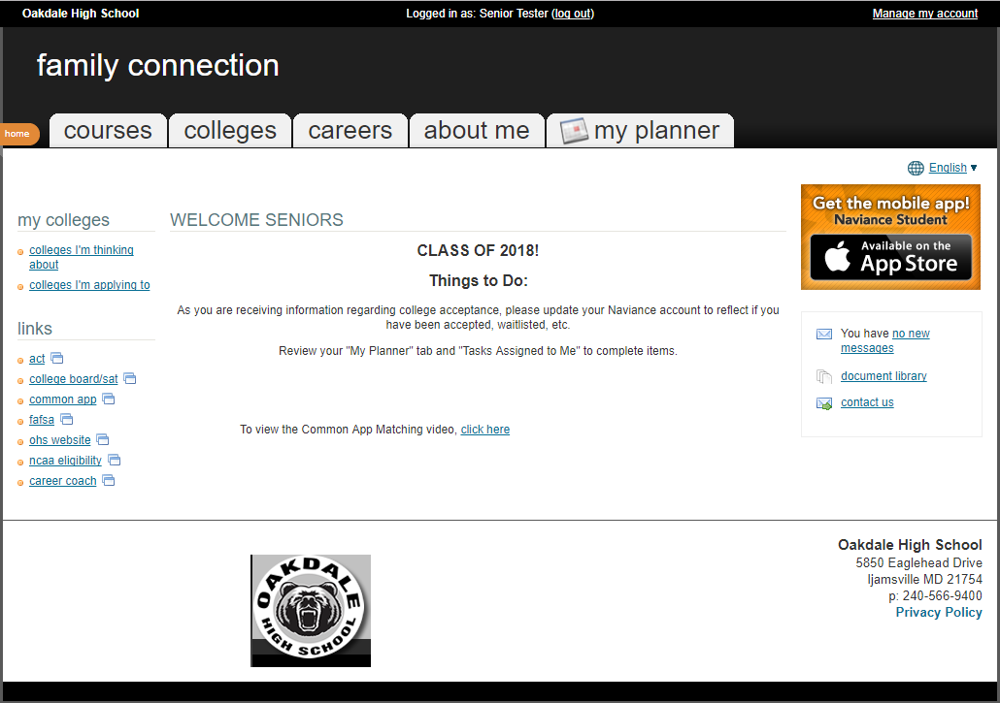 Oakdale High School
Logged in as: Senior Tester (log out)
Manage my account
family connection
home
courses
colleges
careers
about me
my planner
English
my colleges
colleges I'm thinking
about
colleges I'm applying to
links
act
college board/sat
common app
fafsa
ohs website
ncaa eligibility
career coach
WELCOME SENIORS
CLASS OF 2018!
Things to Do:
As you are receiving information regarding college acceptance, please update your Naviance account to reflect if you
have been accepted, waitlisted, etc.
Review your "My Planner" tab and "Tasks Assigned to Me" to complete items.
To view the Common App Matching video, click here
Get the mobile app!
Naviance Student
Available on the
App Store
You have no new
messages
document library
contact us
OAKDALE
HIGH SCHOOL
Oakdale High School
5850 Eaglehead Drive
Ijamsville MD 21754
p: 240-566-9400
Privacy Policy